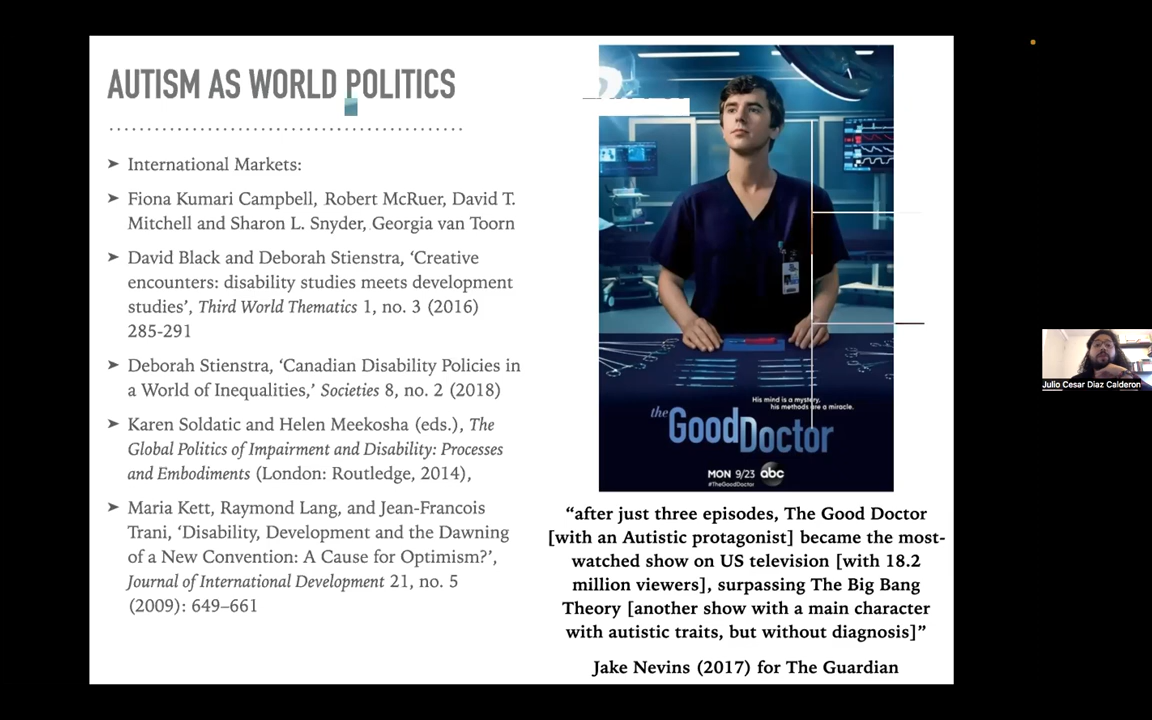 AUTISM AS WORLD POLITICS
➤ International Markets:
➤ Fiona Kumari Campbell, Robert McRuer, David T.
Mitchell and Sharon L. Snyder, Georgia van Toorn
➤ David Black and Deborah Stienstra, ‘Creative
encounters: disability studies meets development
studies’, Third World Thematics 1, no. 3 (2016)
285-291
➤ Deborah Stienstra, ‘Canadian Disability Policies in
a World of Inequalities,’ Societies 8, no. 2 (2018)
➤ Karen Soldatic and Helen Meekosha (eds.), The
Global Politics of Impairment and Disability: Processes
and Embodiments (London: Routledge, 2014),
➤ Maria Kett, Raymond Lang, and Jean-Francois
Trani, ‘Disability, Development and the Dawning
of a New Convention: A Cause for Optimism?’,
Journal of International Development 21, no. 5
(2009): 649–661
His mind is a mystery,
his methods are a miracle.
the Good Doctor
MON 9/23 abc
#TheGoodDoctor
“after just three episodes, The Good Doctor
[with an Autistic protagonist] became the most-
watched show on US television [with 18.2
million viewers], surpassing The Big Bang
Theory [another show with a main character
with autistic traits, but without diagnosis]”
Jake Nevins (2017) for The Guardian
Julio Cesar Diaz Calderon